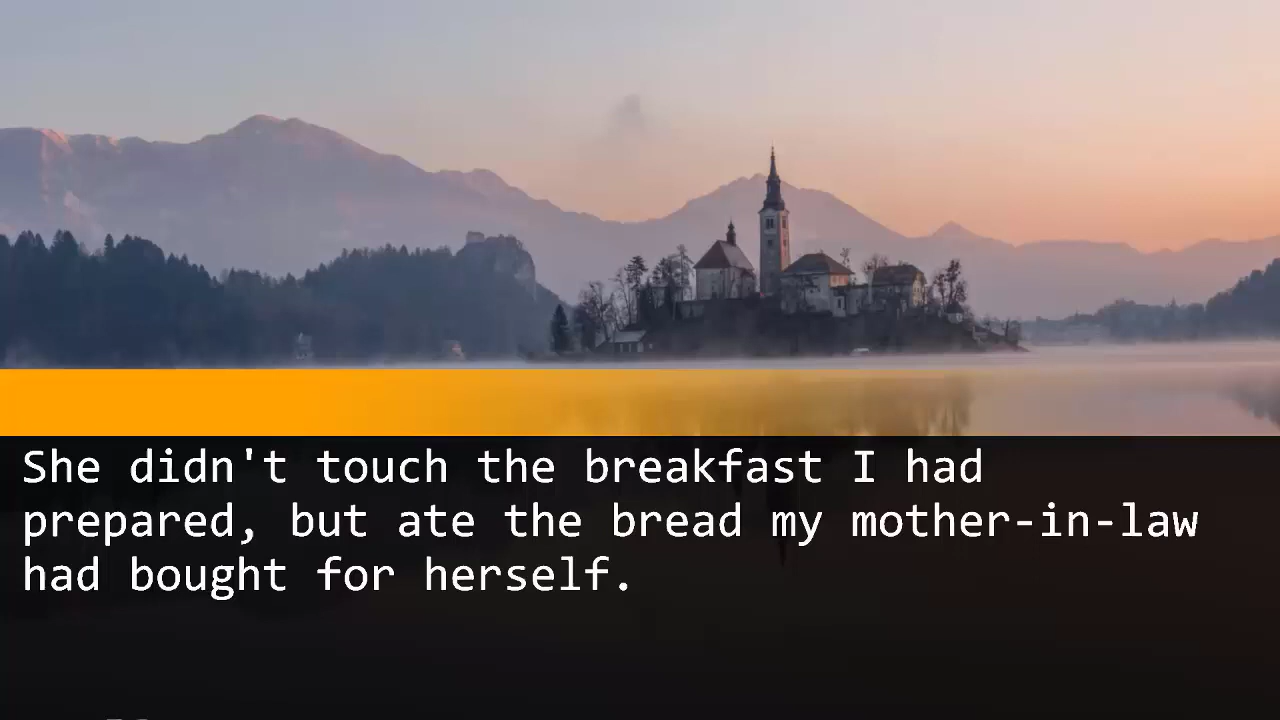 She didn't touch the breakfast I had
prepared, but ate the bread my mother-in-law
had bought for herself.